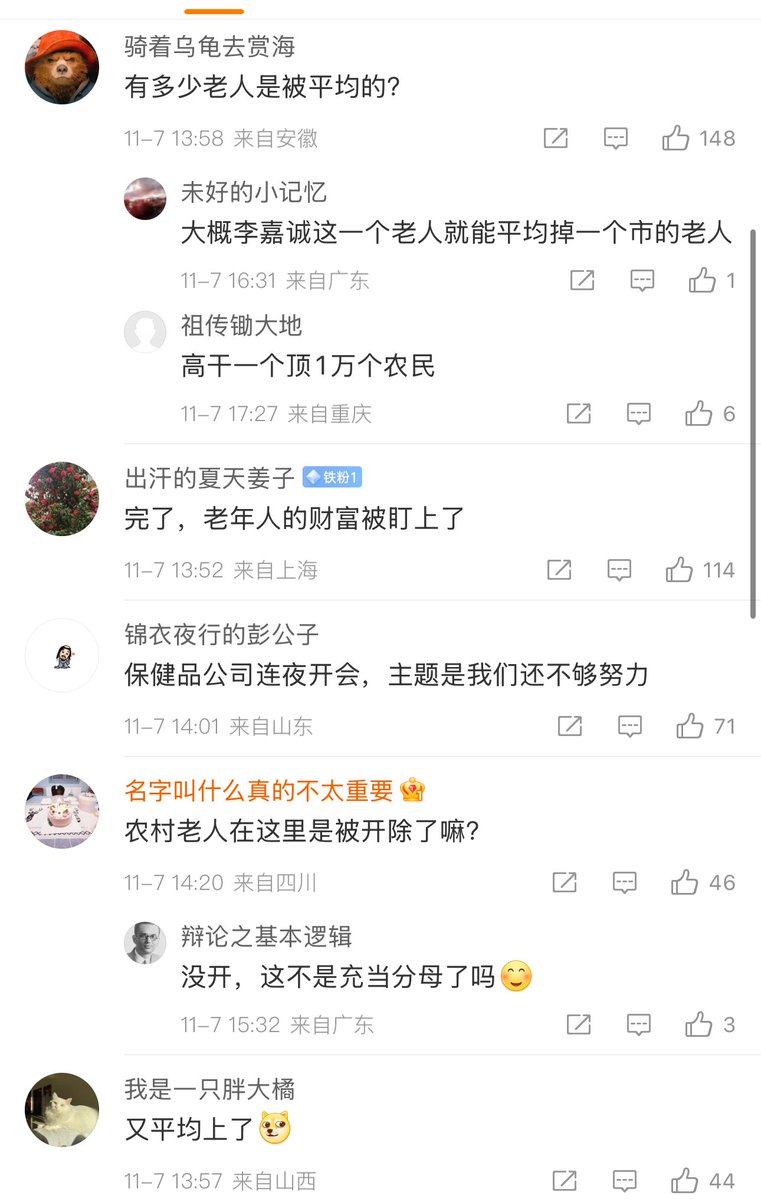 骑着乌龟去赏海
有多少老人是被平均的?
11-7 13:58 来自安徽
148
未好的小记忆
大概李嘉诚这一个老人就能平均掉一个市的老人
11-7 16:31 来自广东
1
祖传锄大地
高干一个顶1万个农民
11-7 17:27 来自重庆
6
出汗的夏天姜子 铁粉1
完了，老年人的财富被盯上了
11-7 13:52 来自上海
114
锦衣夜行的彭公子
保健品公司连夜开会，主题是我们还不够努力
11-7 14:01 来自山东
71
名字叫什么真的不太重要
农村老人在这里是被开除了嘛?
11-7 14:20 来自四川
46
辩论之基本逻辑
没开，这不是充当分母了吗😊
11-7 15:32 来自广东
3
我是一只胖大橘
又平均上了
11-7 13:57 来自山西
44